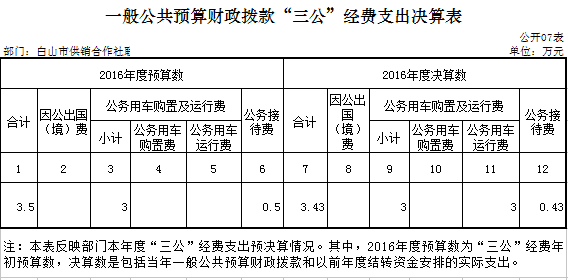 一般公共预算财政拨款“三公”经费支出决算表
公开07表
部门：白山市供销合作社联 单位：万元
2016年度预算数 2016年度决算数
合计 因公出国（境）费 公务用车购置及运行费 公务接待费 合计 因公出国（境）费 公务用车购置及运行费 公务接待费
小计 公务用车购置费 公务用车运行费 小计 公务用车购置费 公务用车运行费
1 2 3 4 5 6 7 8 9 10 11 12
3.5 3 0.5 3.43 3 3 0.43
注：本表反映部门本年度“三公”经费支出预决算情况。其中，2016年度预算数为“三公”经费年
初预算数，决算数是包括当年一般公共预算财政拨款和以前年度结转资金安排的实际支出。